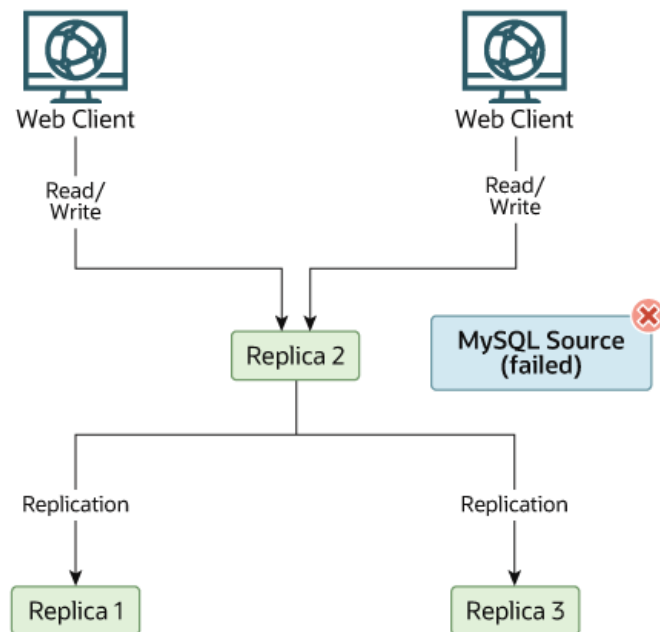 Web Client
Web Client
Read/
Write
Read/
Write
Replica 2
MySQL Source
(failed)
Replication
Replication
Replica 1
Replica 3